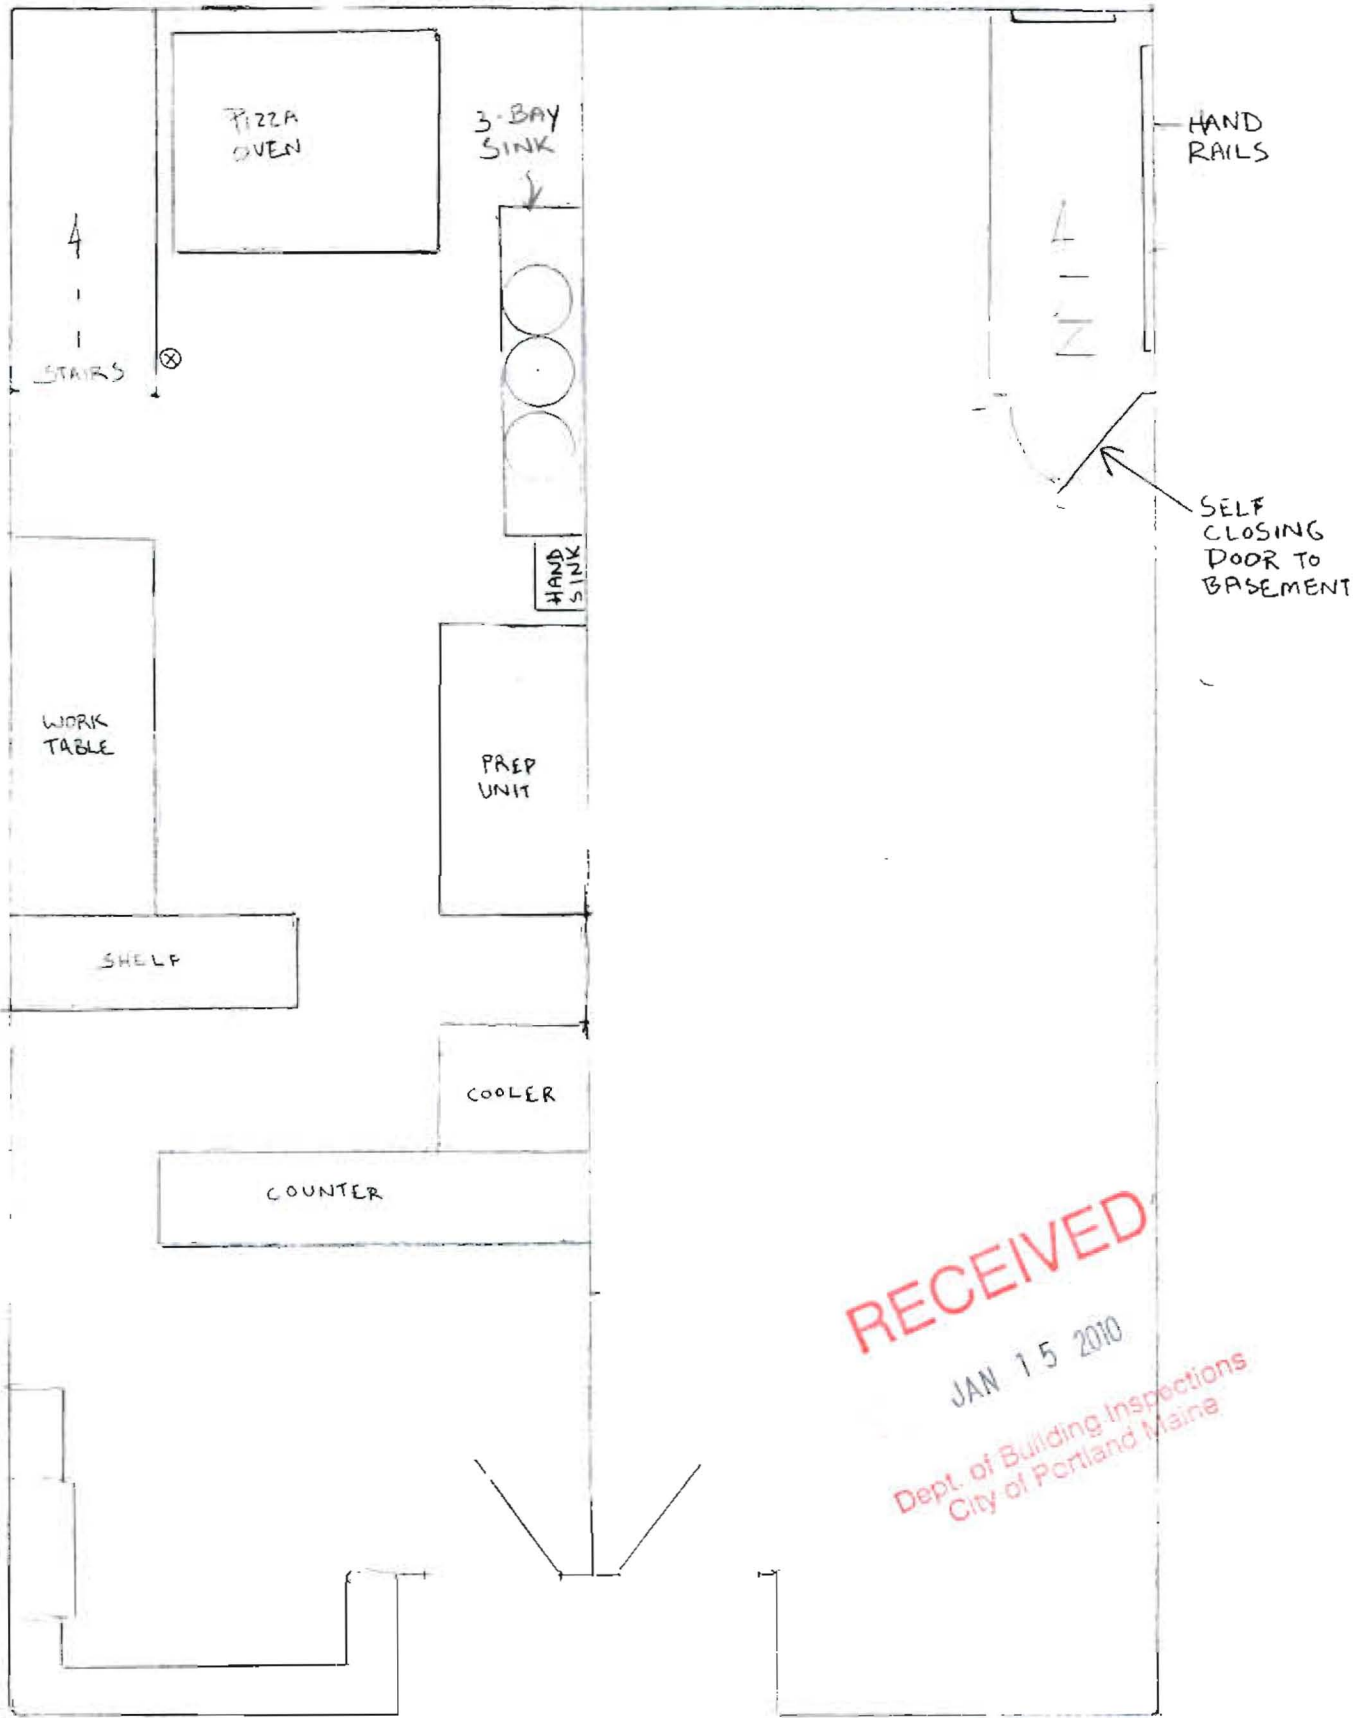 PIZZA
OVEN
3-BAY
SINK
HAND
RAILS
STAIRS
SELF
CLOSING
DOOR TO
BASEMENT
HAND
SINK
WORK
TABLE
PREP
UNIT
SHELF
COOLER
COUNTER
RECEIVED
JAN 15 2010
Dept. of Building Inspections
City of Portland Maine